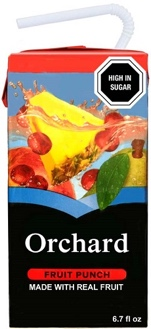 HIGH IN
SUGAR
Orchard
FRUIT PUNCH
MADE WITH REAL FRUIT
6.7 fl oz